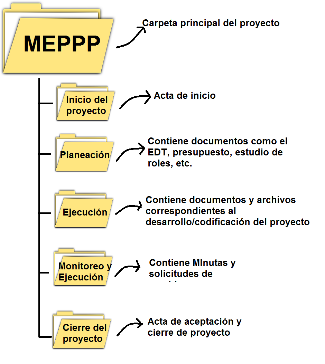 MEPPP
Carpeta principal del proyecto
Inicio del
proyecto
Acta de inicio
Planeación
Contiene documentos como el
EDT, presupuesto, estudio de
roles, etc.
Ejecución
Contiene documentos y archivos
correspondientes al
desarrollo/codificación del proyecto
Monitoreo y
Ejecución
Contiene MInutas y
solicitudes de
Cierre del
proyecto
Acta de aceptación y
cierre de proyecto